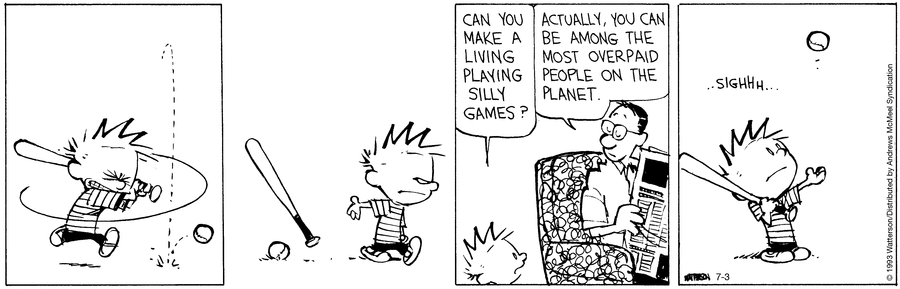 CAN YOU
MAKE A
LIVING
PLAYING
SILLY
GAMES?
ACTUALLY, YOU CAN
BE AMONG THE
MOST OVERPAID
PEOPLE ON THE
PLANET.
..SIGHHH...
WATTERSON 7-3
© 1993 Watterson/Distributed by Andrews McMeel Syndication